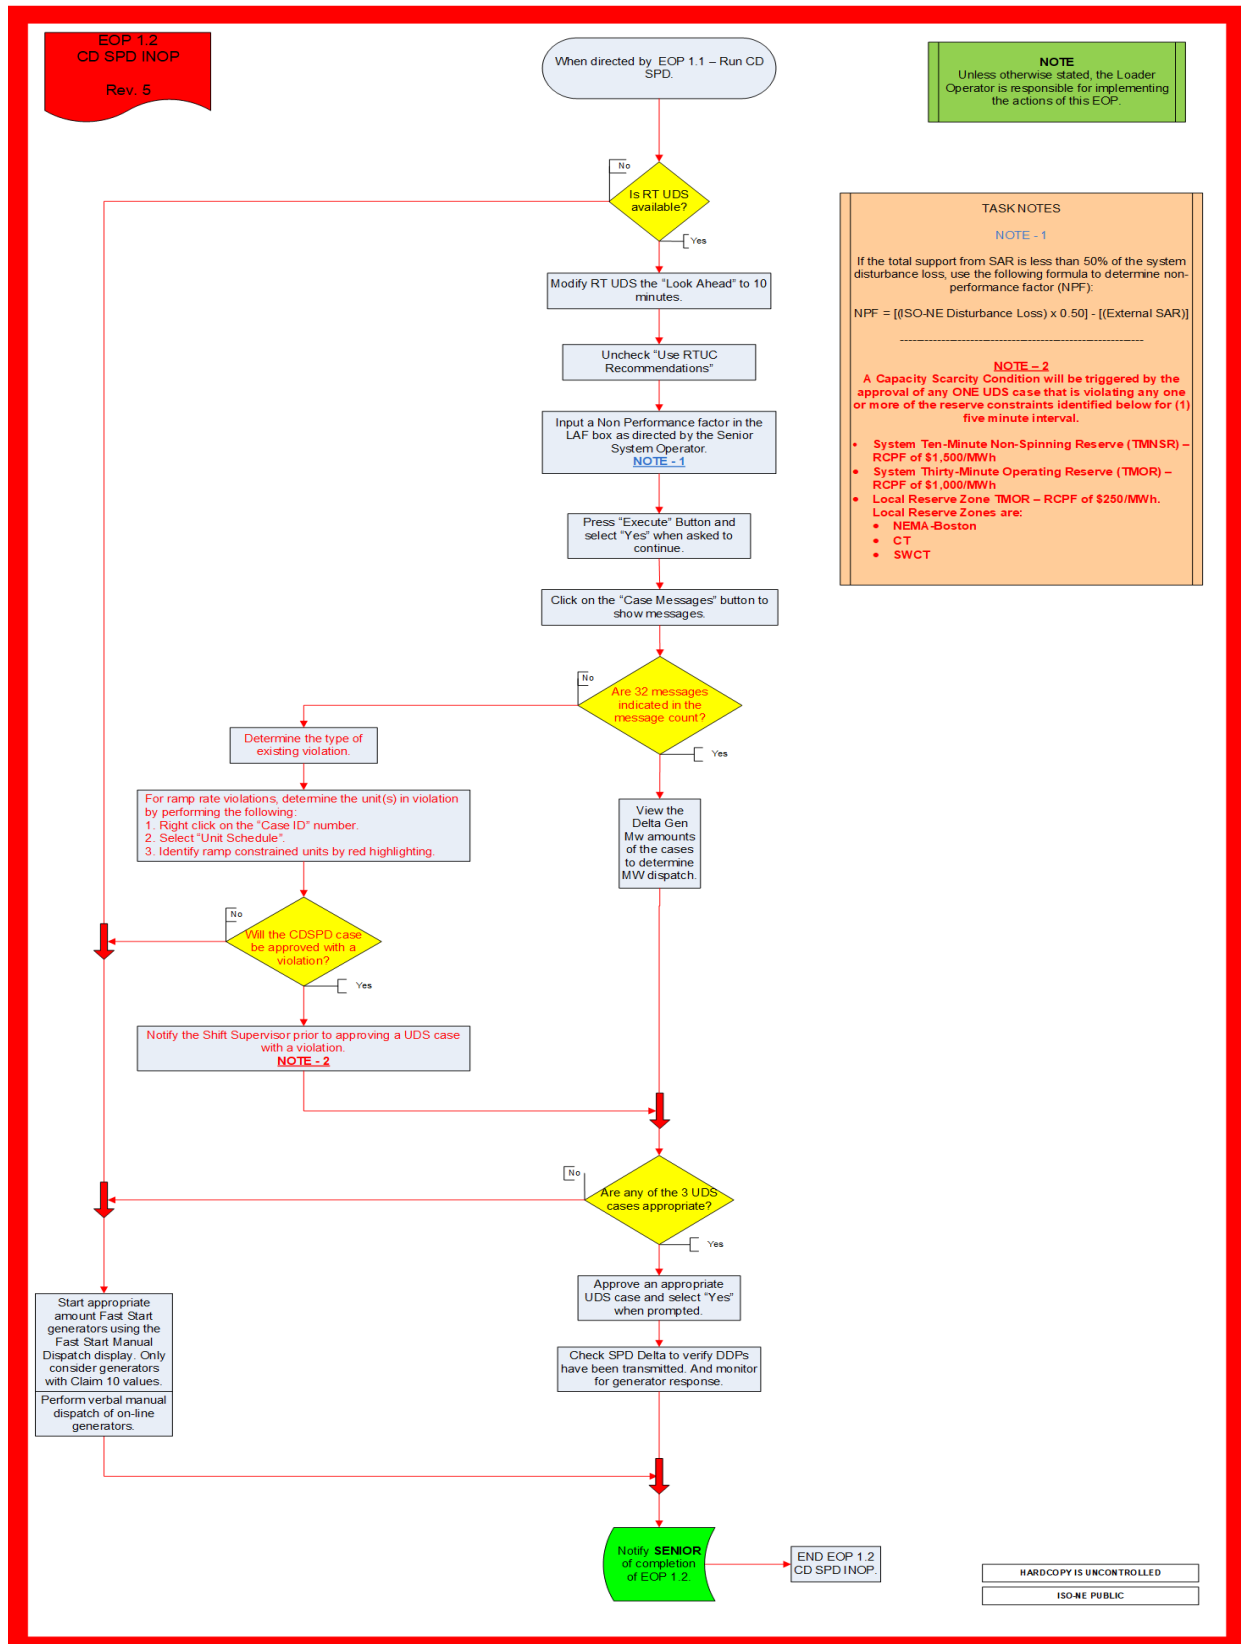 EOP 1.2
CD SPD INOP
Rev. 5
When directed by EOP 1.1 – Run CD
SPD.
NOTE
Unless otherwise stated, the Loader
Operator is responsible for implementing
the actions of this EOP.
No
Is RT UDS
available?
Yes
TASK NOTES
NOTE - 1
If the total support from SAR is less than 50% of the system
disturbance loss, use the following formula to determine non-
performance factor (NPF):
NPF = [(ISO-NE Disturbance Loss) x 0.50] - [(External SAR)]
-----------------------------------------------------------
NOTE – 2
A Capacity Scarcity Condition will be triggered by the
approval of any ONE UDS case that is violating any one
or more of the reserve constraints identified below for (1)
five minute interval.
• System Ten-Minute Non-Spinning Reserve (TMNSR) –
RCPF of $1,500/MWh
• System Thirty-Minute Operating Reserve (TMOR) –
RCPF of $1,000/MWh
• Local Reserve Zone TMOR – RCPF of $250/MWh.
Local Reserve Zones are:
• NEMA-Boston
• CT
• SWCT
Modify RT UDS the “Look Ahead” to 10
minutes.
Uncheck “Use RTUC
Recommendations”
Input a Non Performance factor in the
LAF box as directed by the Senior
System Operator.
NOTE - 1
Press “Execute” Button and
select “Yes” when asked to
continue.
Click on the “Case Messages” button to
show messages.
No
Are 32 messages
indicated in the
message count?
Yes
Determine the type of
existing violation.
For ramp rate violations, determine the unit(s) in violation
by performing the following:
1. Right click on the “Case ID” number.
2. Select “Unit Schedule”.
3. Identify ramp constrained units by red highlighting.
View the
Delta Gen
Mw amounts
of the cases
to determine
MW dispatch.
No
Will the CDSPD case
be approved with a
violation?
Yes
Notify the Shift Supervisor prior to approving a UDS case
with a violation.
NOTE - 2
No
Are any of the 3 UDS
cases appropriate?
Yes
Approve an appropriate
UDS case and select “Yes”
when prompted.
Start appropriate
amount Fast Start
generators using the
Fast Start Manual
Dispatch display. Only
consider generators
with Claim 10 values.
Perform verbal manual
dispatch of on-line
generators.
Check SPD Delta to verify DDPs
have been transmitted. And monitor
for generator response.
Notify SENIOR
of completion
of EOP 1.2.
END EOP 1.2
CD SPD INOP.
HARDCOPY IS UNCONTROLLED
ISO-NE PUBLIC